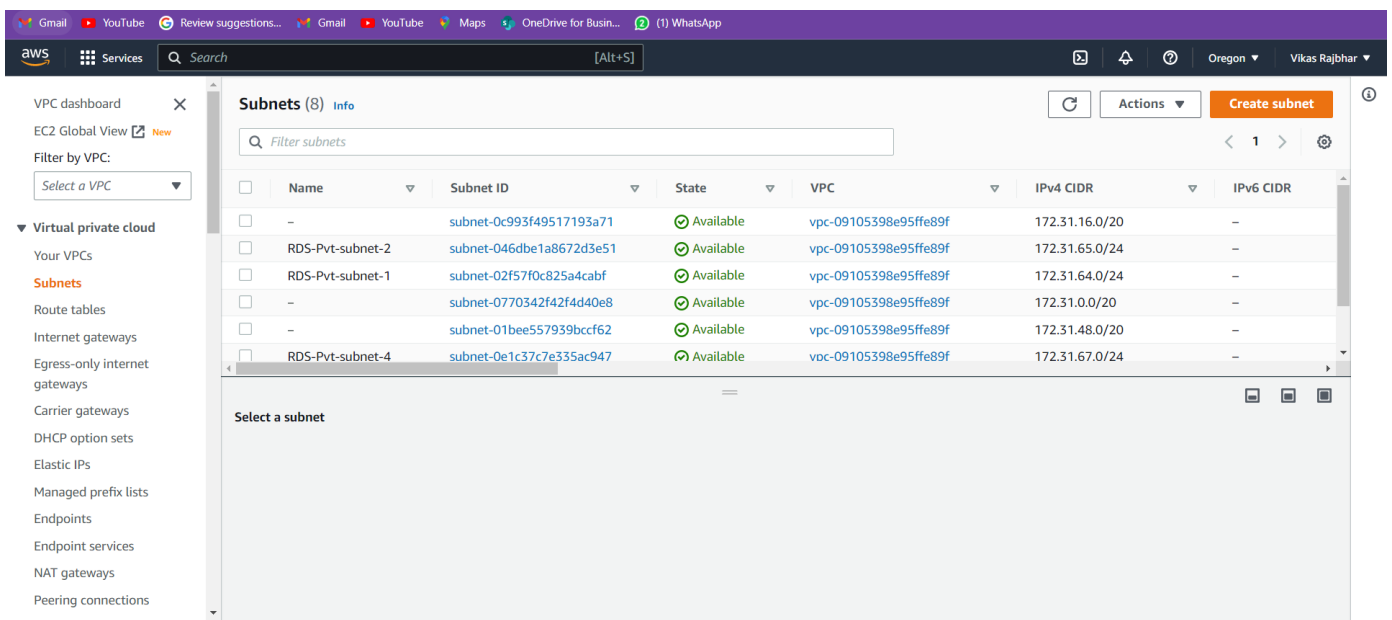 Gmail YouTube Review suggestions... Gmail YouTube Maps OneDrive for Busin... 2 (1) WhatsApp
aws Services Search [Alt+S] Oregon Vikas Rajbhar
VPC dashboard
EC2 Global View New
Filter by VPC:
Select a VPC
Virtual private cloud
Your VPCs
Subnets
Route tables
Internet gateways
Egress-only internet
gateways
Carrier gateways
DHCP option sets
Elastic IPs
Managed prefix lists
Endpoints
Endpoint services
NAT gateways
Peering connections
Subnets (8) Info Actions Create subnet
Filter subnets 1
Name Subnet ID State VPC IPv4 CIDR IPv6 CIDR
– subnet-0c993f49517193a71 Available vpc-09105398e95ffe89f 172.31.16.0/20 –
RDS-Pvt-subnet-2 subnet-046dbe1a8672d3e51 Available vpc-09105398e95ffe89f 172.31.65.0/24 –
RDS-Pvt-subnet-1 subnet-02f57f0c825a4cabf Available vpc-09105398e95ffe89f 172.31.64.0/24 –
– subnet-0770342f42f4d40e8 Available vpc-09105398e95ffe89f 172.31.0.0/20 –
– subnet-01bee557939bccf62 Available vpc-09105398e95ffe89f 172.31.48.0/20 –
RDS-Pvt-subnet-4 subnet-0e1c37c7e335ac947 Available vpc-09105398e95ffe89f 172.31.67.0/24 –
Select a subnet